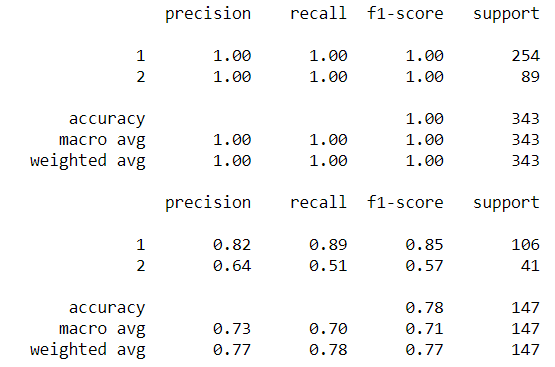 precision recall f1-score support
1 1.00 1.00 1.00 254
2 1.00 1.00 1.00 89
accuracy 1.00 343
macro avg 1.00 1.00 1.00 343
weighted avg 1.00 1.00 1.00 343
precision recall f1-score support
1 0.82 0.89 0.85 106
2 0.64 0.51 0.57 41
accuracy 0.78 147
macro avg 0.73 0.70 0.71 147
weighted avg 0.77 0.78 0.77 147